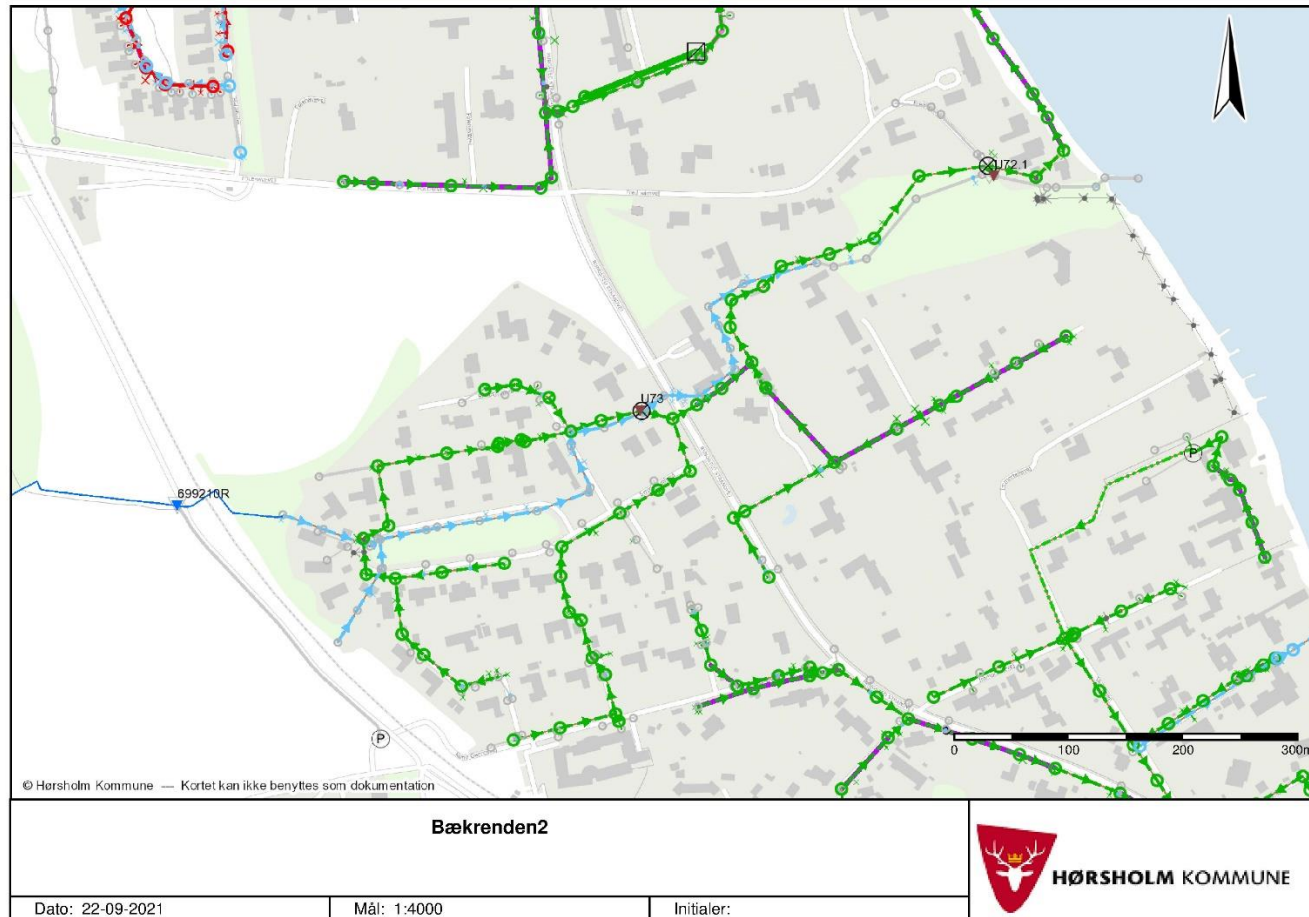 U72.1
U73
699210R
P
P
0 100 200 300m
© Hørsholm Kommune — Kortet kan ikke benyttes som dokumentation
Bækrenden2
HØRSHOLM KOMMUNE
Dato: 22-09-2021
Mål: 1:4000
Initialer: